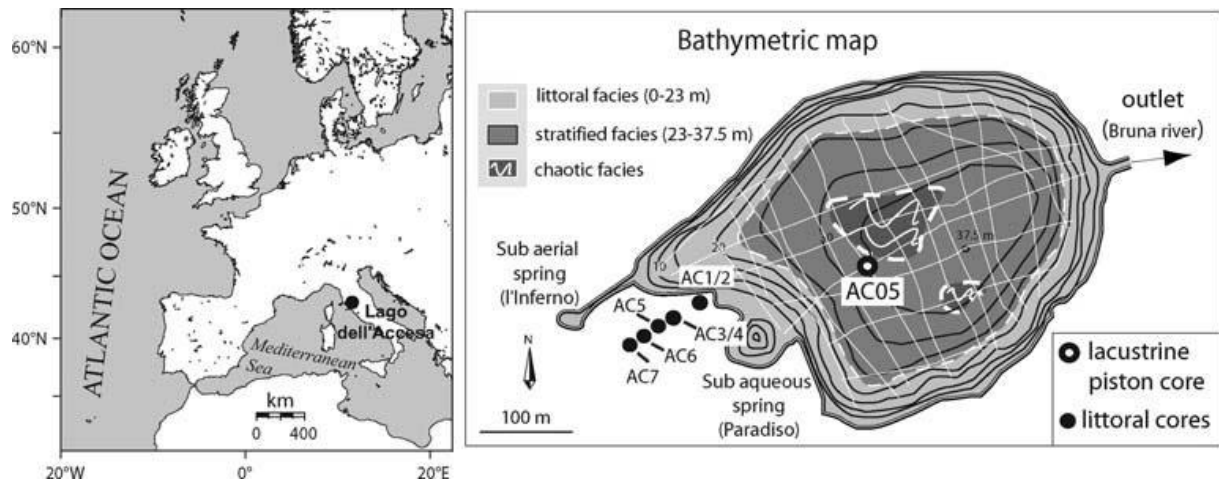 60°N
50°N
40°N
20°W
0°
20°E
ATLANTIC OCEAN
Lago
dell'Accesa
Mediterranean
Sea
km
0 400
Bathymetric map
littoral facies (0-23 m)
stratified facies (23-37.5 m)
chaotic facies
outlet
(Bruna river)
Sub aerial
spring
(l'Inferno)
10
20
37.5 m
AC1/2
AC05
AC5
AC3/4
AC6
AC7
N
100 m
Sub aqueous
spring
(Paradiso)
lacustrine
piston core
littoral cores